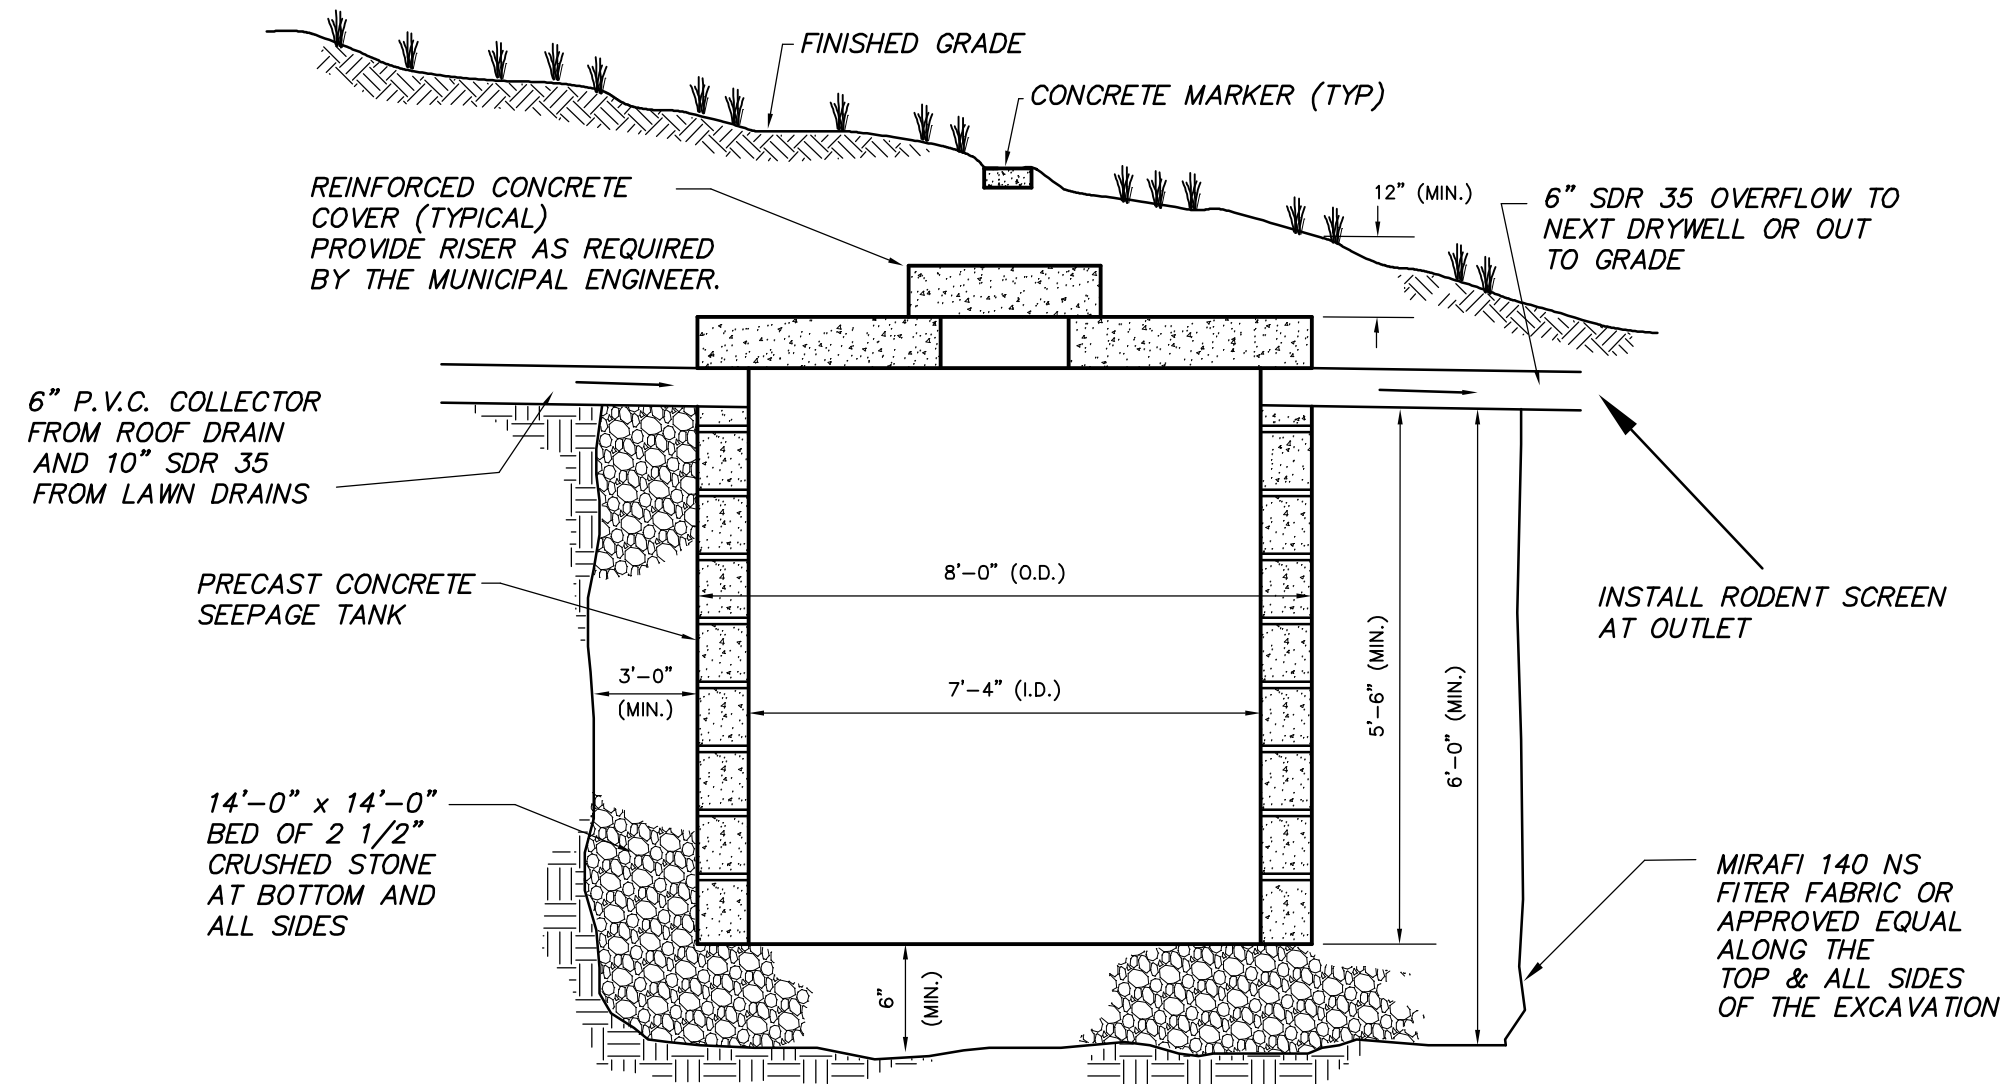 FINISHED GRADE
CONCRETE MARKER (TYP)
REINFORCED CONCRETE
COVER (TYPICAL)
PROVIDE RISER AS REQUIRED
BY THE MUNICIPAL ENGINEER.
12" (MIN.)
6" SDR 35 OVERFLOW TO
NEXT DRYWELL OR OUT
TO GRADE
6" P.V.C. COLLECTOR
FROM ROOF DRAIN
AND 10" SDR 35
FROM LAWN DRAINS
PRECAST CONCRETE
SEEPAGE TANK
8'-0" (O.D.)
INSTALL RODENT SCREEN
AT OUTLET
3'-0"
(MIN.)
7'-4" (I.D.)
5'-6" (MIN.)
6'-0" (MIN.)
14'-0" x 14'-0"
BED OF 2 1/2"
CRUSHED STONE
AT BOTTOM AND
ALL SIDES
6"
(MIN.)
MIRAFI 140 NS
FITER FABRIC OR
APPROVED EQUAL
ALONG THE
TOP & ALL SIDES
OF THE EXCAVATION